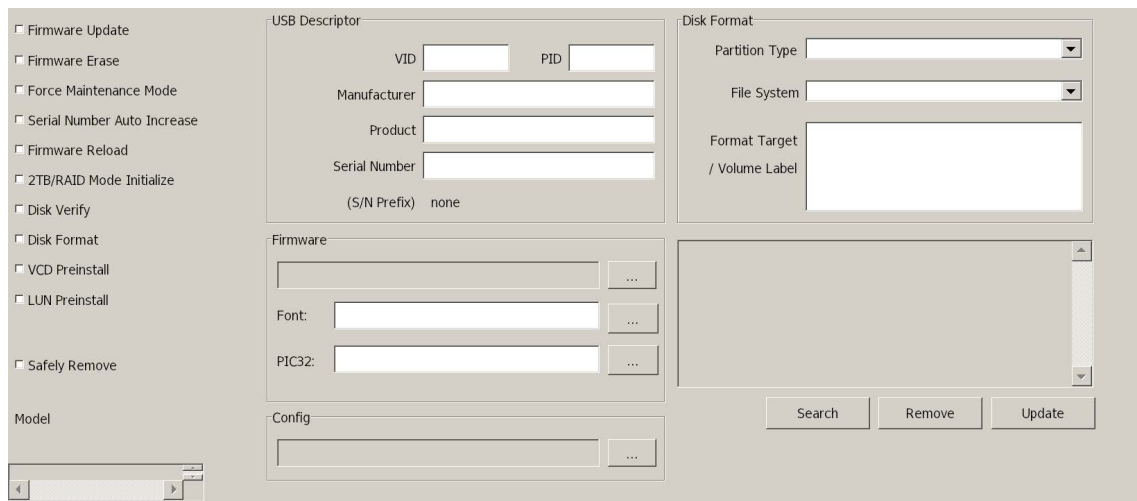 Firmware Update
Firmware Erase
Force Maintenance Mode
Serial Number Auto Increase
Firmware Reload
2TB/RAID Mode Initialize
Disk Verify
Disk Format
VCD Preinstall
LUN Preinstall
Safely Remove
Model
USB Descriptor
VID PID
Manufacturer
Product
Serial Number
(S/N Prefix) none
Firmware
...
Font: ...
PIC32: ...
Config
...
Disk Format
Partition Type
File System
Format Target
/ Volume Label
Search Remove Update